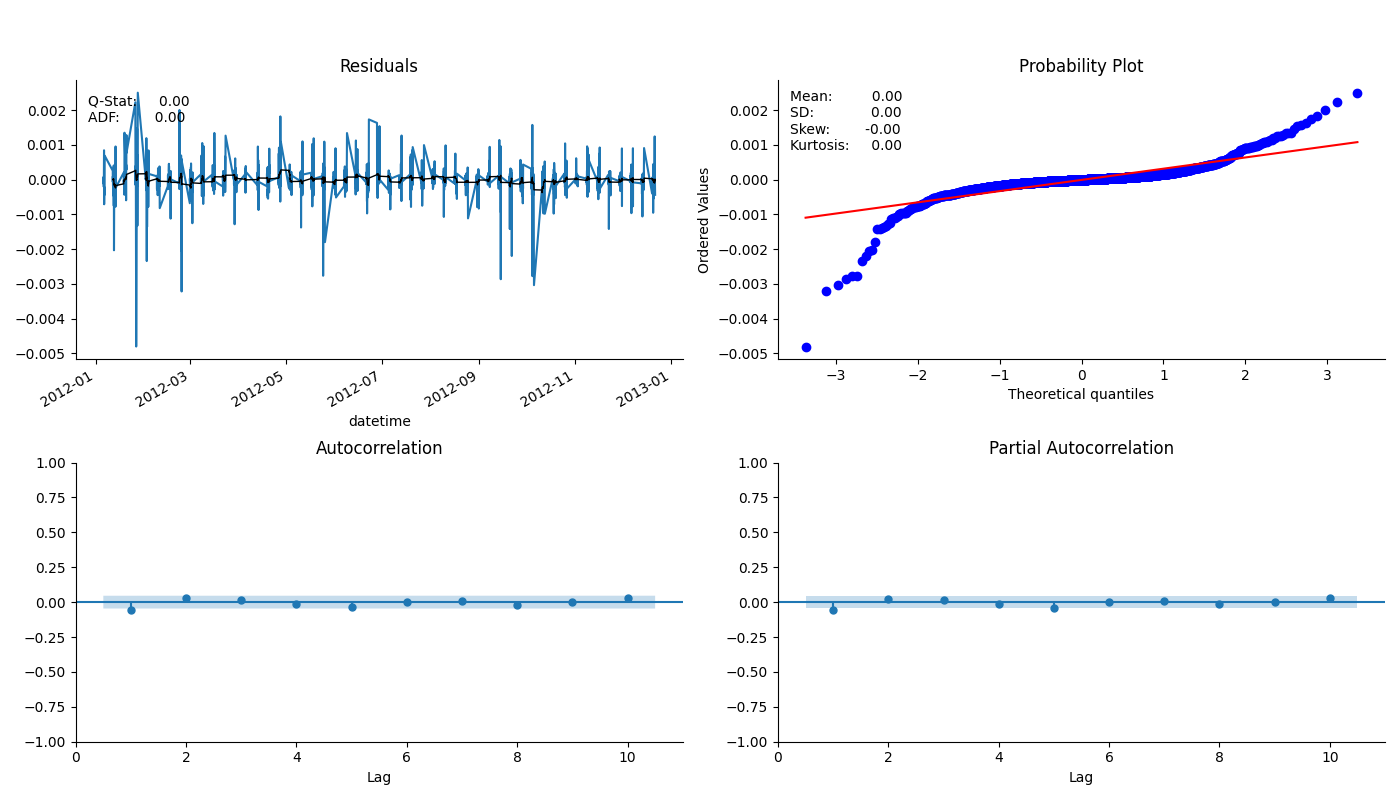 Residuals
Q-Stat: 0.00
ADF: 0.00
0.002
0.001
0.000
−0.001
−0.002
−0.003
−0.004
−0.005
2012-01
2012-03
2012-05
2012-07
2012-09
2012-11
2013-01
datetime
Probability Plot
Mean: 0.00
SD: 0.00
Skew: -0.00
Kurtosis: 0.00
Ordered Values
0.002
0.001
0.000
−0.001
−0.002
−0.003
−0.004
−0.005
−3 −2 −1 0 1 2 3
Theoretical quantiles
Autocorrelation
1.00
0.75
0.50
0.25
0.00
−0.25
−0.50
−0.75
−1.00
0 2 4 6 8 10
Lag
Partial Autocorrelation
1.00
0.75
0.50
0.25
0.00
−0.25
−0.50
−0.75
−1.00
0 2 4 6 8 10
Lag